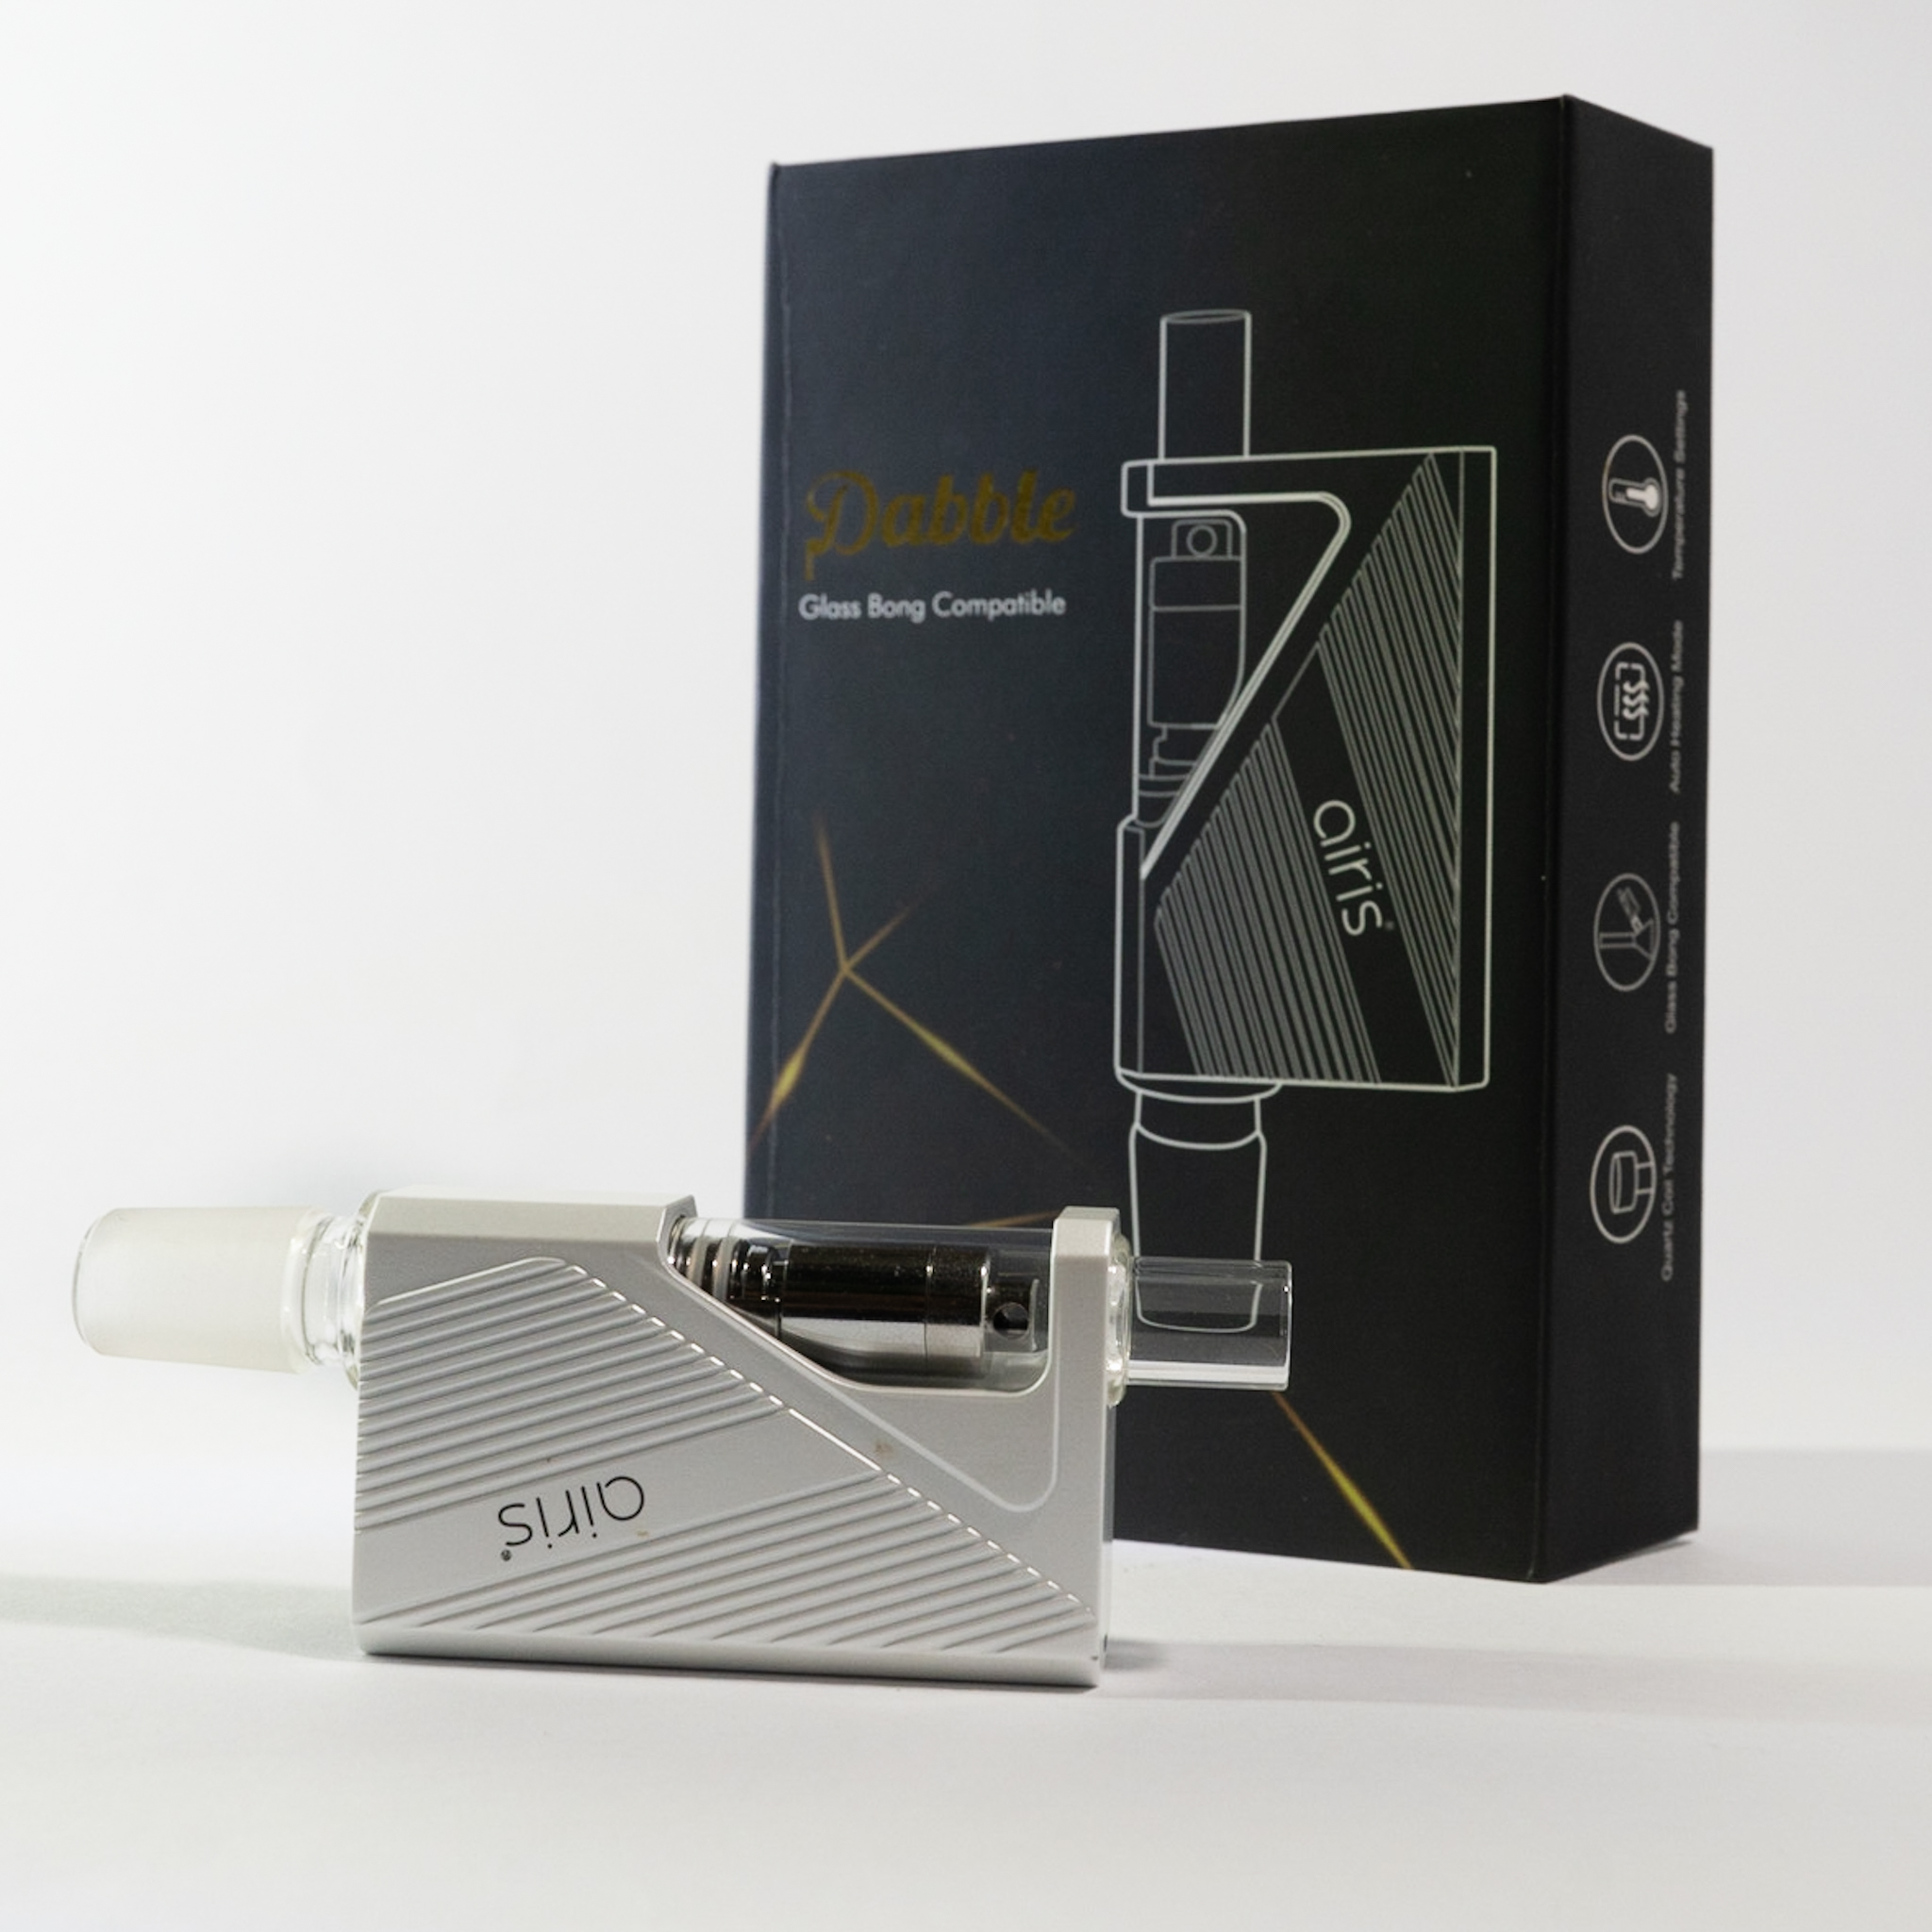 Dabble
Glass Bong Compatible
airis
Temperature Settings
Auto Heating Mode
Glass Bong Compatible
Quartz Coil Technology
airis®